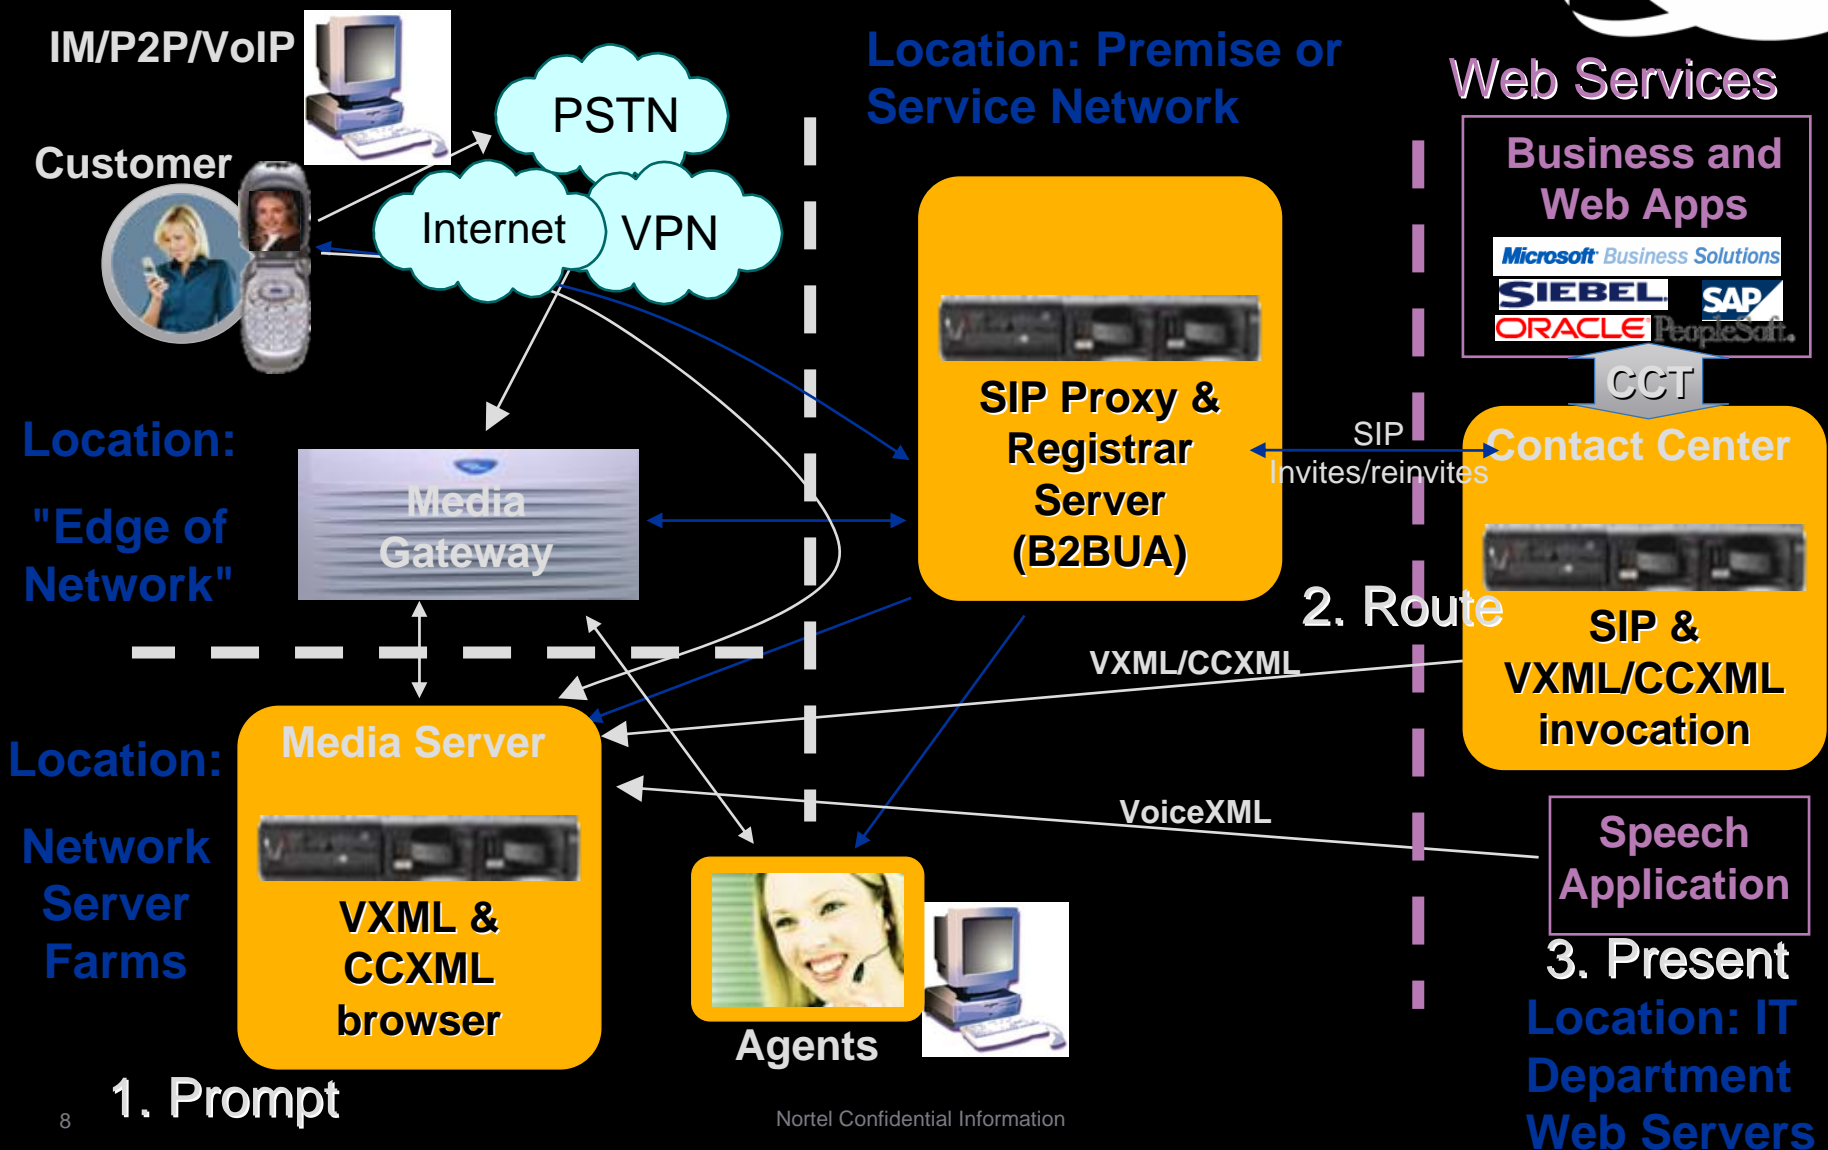 IM/P2P/VoIP
Customer
PSTN
Internet
VPN
Location: Premise or
Service Network
Web Services
Business and
Web Apps
Microsoft Business Solutions
SIEBEL.
SAP
ORACLE
PeopleSoft.
CCT
Location:
"Edge of
Network"
Media
Gateway
SIP Proxy &
Registrar
Server
(B2BUA)
SIP
Invites/reinvites
Contact Center
2. Route
SIP &
VXML/CCXML
invocation
VXML/CCXML
Location:
Network
Server
Farms
Media Server
VXML &
CCXML
browser
1. Prompt
VoiceXML
Agents
Speech
Application
3. Present
Location: IT
Department
Web Servers
8
Nortel Confidential Information